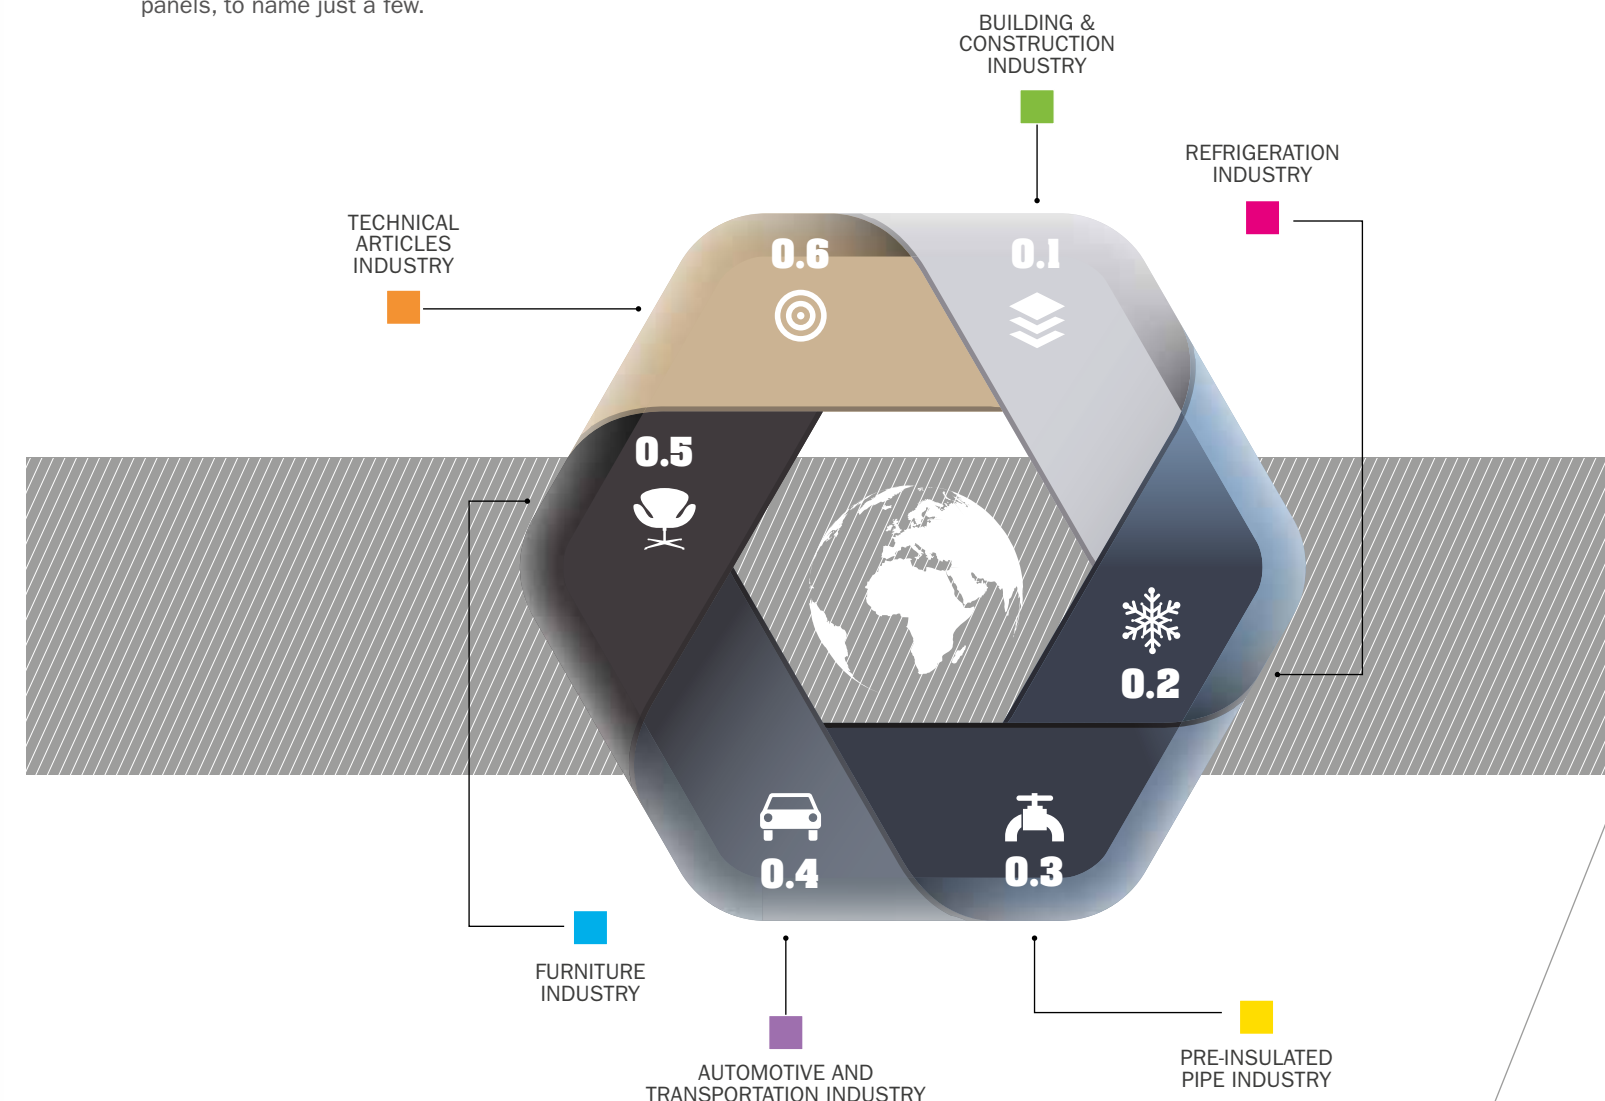 panels, to name just a few.
BUILDING &
CONSTRUCTION
INDUSTRY
REFRIGERATION
INDUSTRY
TECHNICAL
ARTICLES
INDUSTRY
0.6
0.1
0.5
0.2
0.4
0.3
FURNITURE
INDUSTRY
AUTOMOTIVE AND
TRANSPORTATION INDUSTRY
PRE-INSULATED
PIPE INDUSTRY